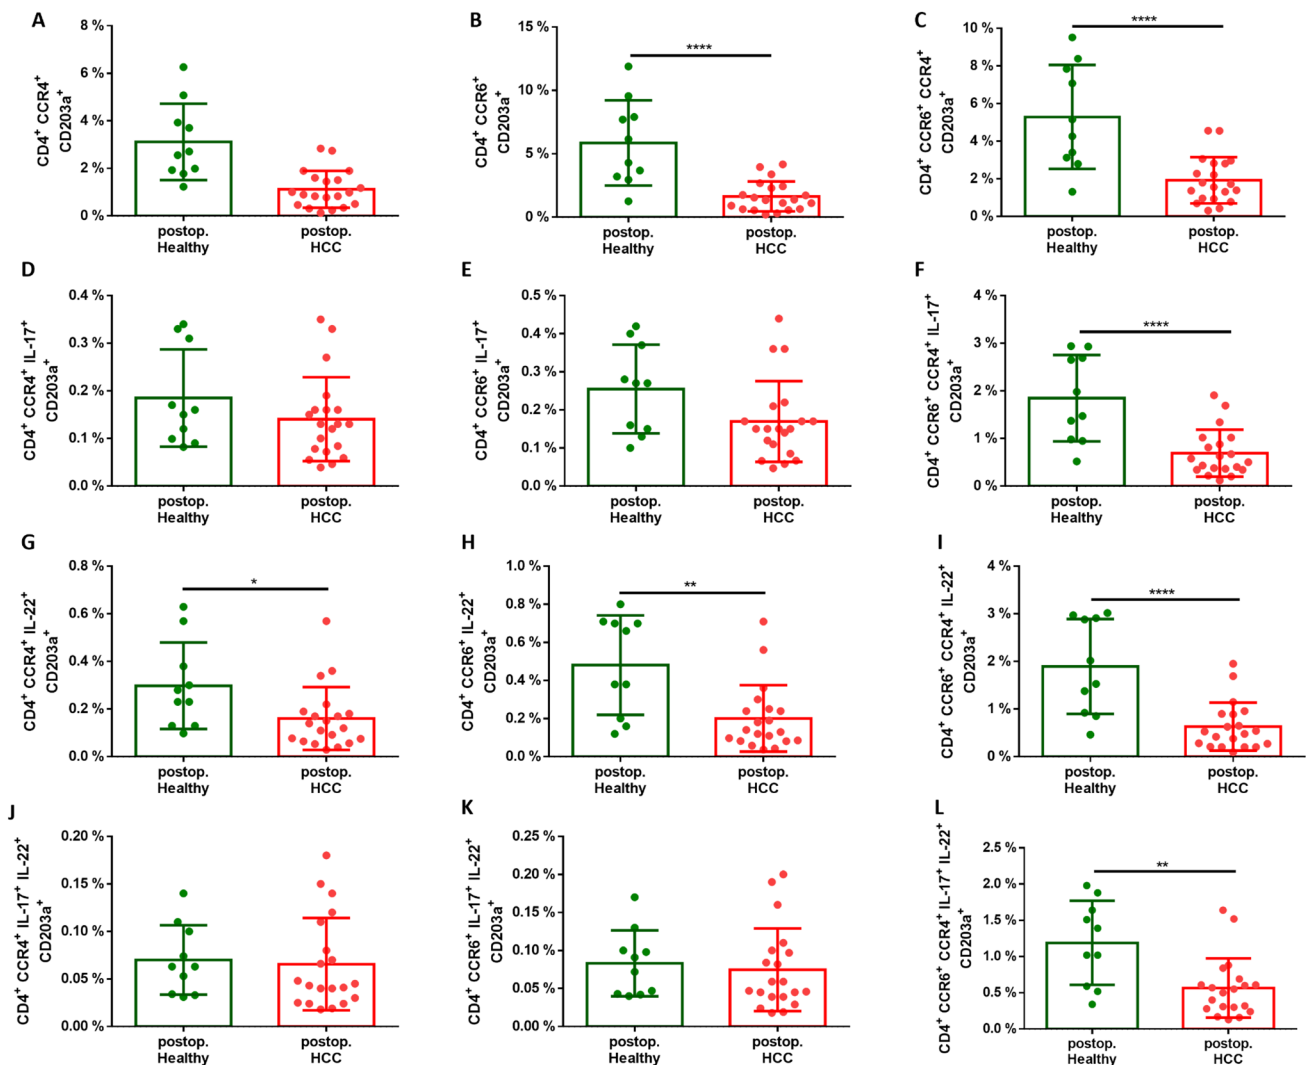 A
CD4⁺ CCR4⁺
CD203a⁺
8 %
6 %
4 %
2 %
0 %
postop.
Healthy
postop.
HCC
B
CD4⁺ CCR6⁺
CD203a⁺
15 %
10 %
5 %
0 %
****
postop.
Healthy
postop.
HCC
C
CD4⁺ CCR6⁺ CCR4⁺
CD203a⁺
10 %
8 %
6 %
4 %
2 %
0 %
****
postop.
Healthy
postop.
HCC
D
CD4⁺ CCR4⁺ IL-17⁺
CD203a⁺
0.4 %
0.3 %
0.2 %
0.1 %
0.0 %
postop.
Healthy
postop.
HCC
E
CD4⁺ CCR6⁺ IL-17⁺
CD203a⁺
0.5 %
0.4 %
0.3 %
0.2 %
0.1 %
0.0 %
postop.
Healthy
postop.
HCC
F
CD4⁺ CCR6⁺ CCR4⁺ IL-17⁺
CD203a⁺
4 %
3 %
2 %
1 %
0 %
****
postop.
Healthy
postop.
HCC
G
CD4⁺ CCR4⁺ IL-22⁺
CD203a⁺
0.8 %
0.6 %
0.4 %
0.2 %
0.0 %
*
postop.
Healthy
postop.
HCC
H
CD4⁺ CCR6⁺ IL-22⁺
CD203a⁺
1.0 %
0.8 %
0.6 %
0.4 %
0.2 %
0.0 %
**
postop.
Healthy
postop.
HCC
I
CD4⁺ CCR6⁺ CCR4⁺ IL-22⁺
CD203a⁺
4 %
3 %
2 %
1 %
0 %
****
postop.
Healthy
postop.
HCC
J
CD4⁺ CCR4⁺ IL-17⁺ IL-22⁺
CD203a⁺
0.20 %
0.15 %
0.10 %
0.05 %
0.00 %
postop.
Healthy
postop.
HCC
K
CD4⁺ CCR6⁺ IL-17⁺ IL-22⁺
CD203a⁺
0.25 %
0.20 %
0.15 %
0.10 %
0.05 %
0.00 %
postop.
Healthy
postop.
HCC
L
CD4⁺ CCR6⁺ CCR4⁺ IL-17⁺ IL-22⁺
CD203a⁺
2.5 %
2.0 %
1.5 %
1.0 %
0.5 %
0.0 %
**
postop.
Healthy
postop.
HCC